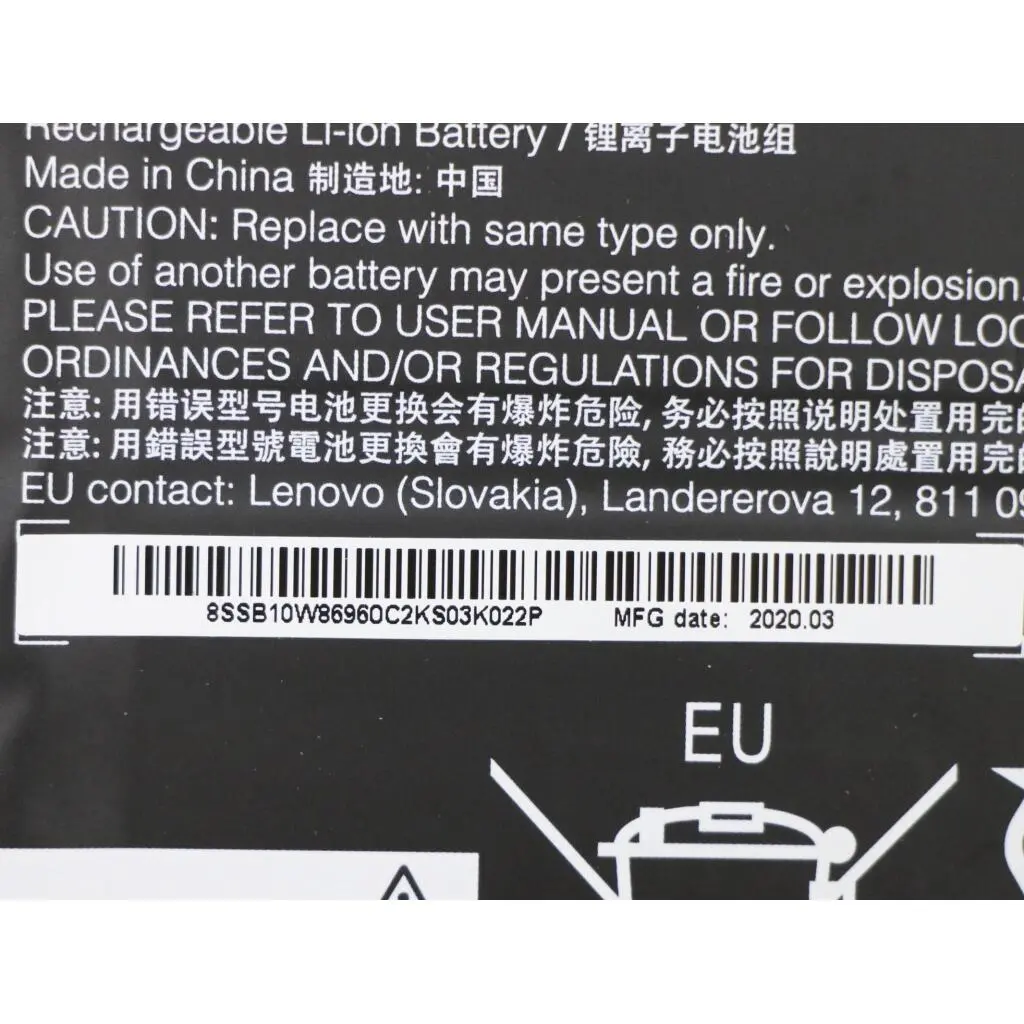 Rechargeable Li-ion Battery / 锂离子电池组
Made in China 制造地: 中国
CAUTION: Replace with same type only.
Use of another battery may present a fire or explosion.
PLEASE REFER TO USER MANUAL OR FOLLOW LOC
ORDINANCES AND/OR REGULATIONS FOR DISPOSA
注意: 用错误型号电池更换会有爆炸危险, 务必按照说明处置用完的
注意: 用錯誤型號電池更換會有爆炸危險, 務必按照說明處置用完的
EU contact: Lenovo (Slovakia), Landererova 12, 811 09
8SSB10W86960C2KS03K022P MFG date: 2020.03
EU